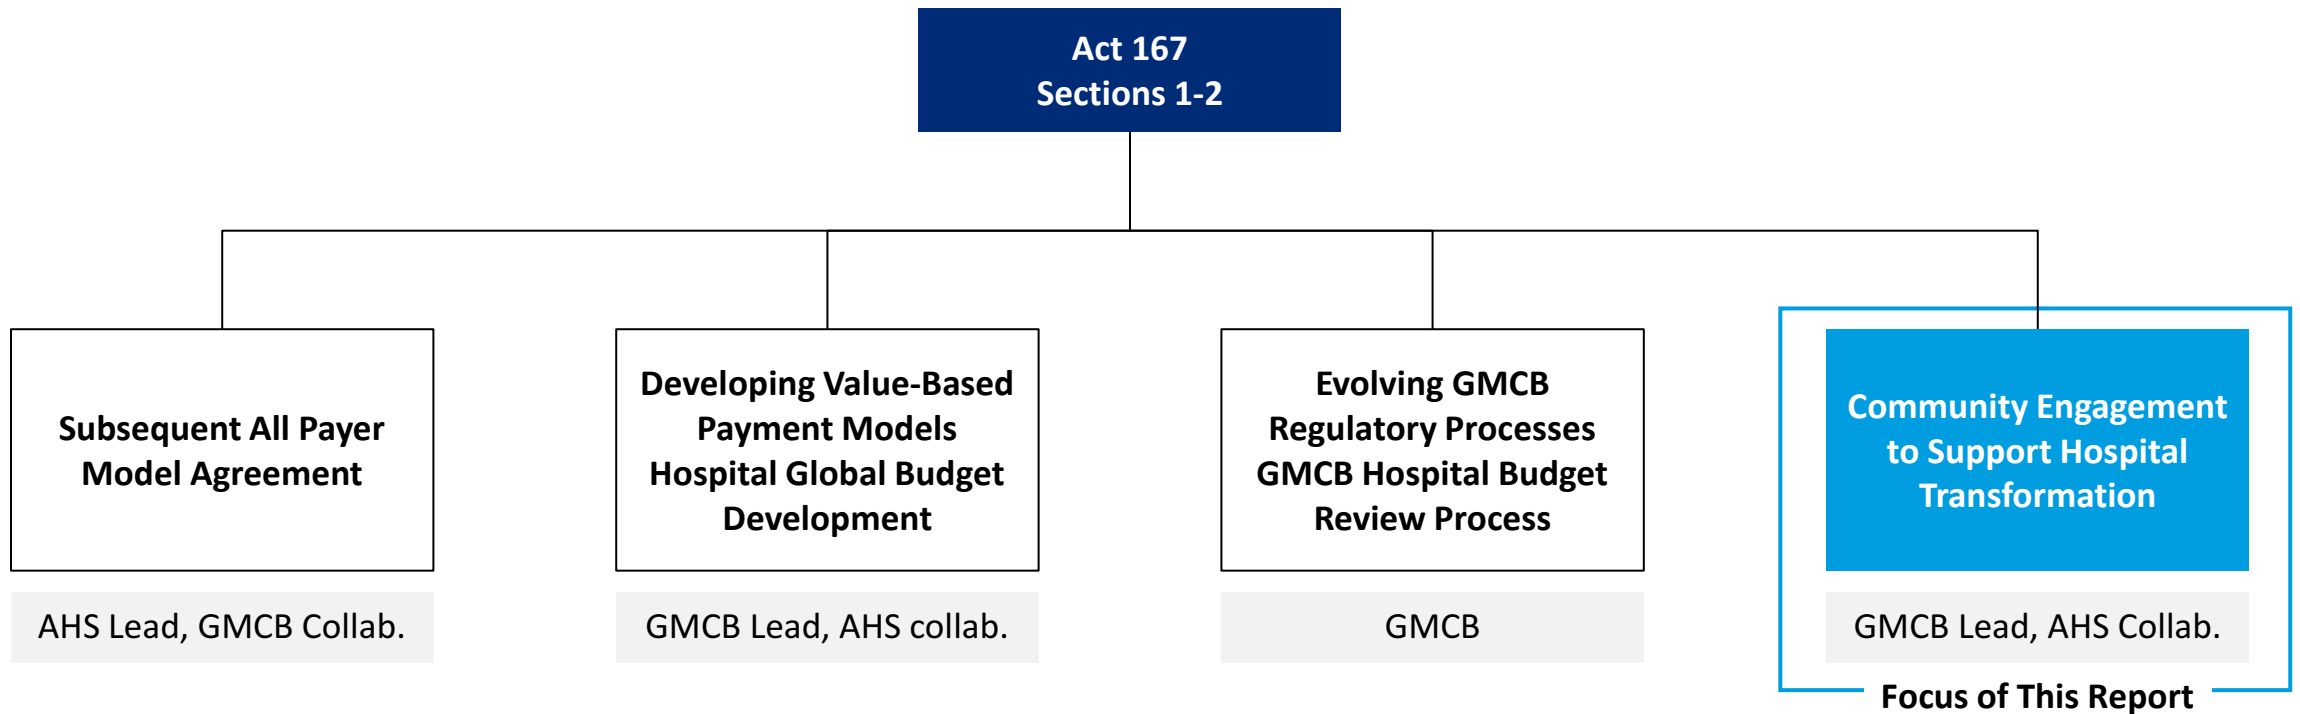 Act 167
Sections 1-2
Subsequent All Payer
Model Agreement
AHS Lead, GMCB Collab.
Developing Value-Based
Payment Models
Hospital Global Budget
Development
GMCB Lead, AHS collab.
Evolving GMCB
Regulatory Processes
GMCB Hospital Budget
Review Process
GMCB
Community Engagement
to Support Hospital
Transformation
GMCB Lead, AHS Collab.
Focus of This Report